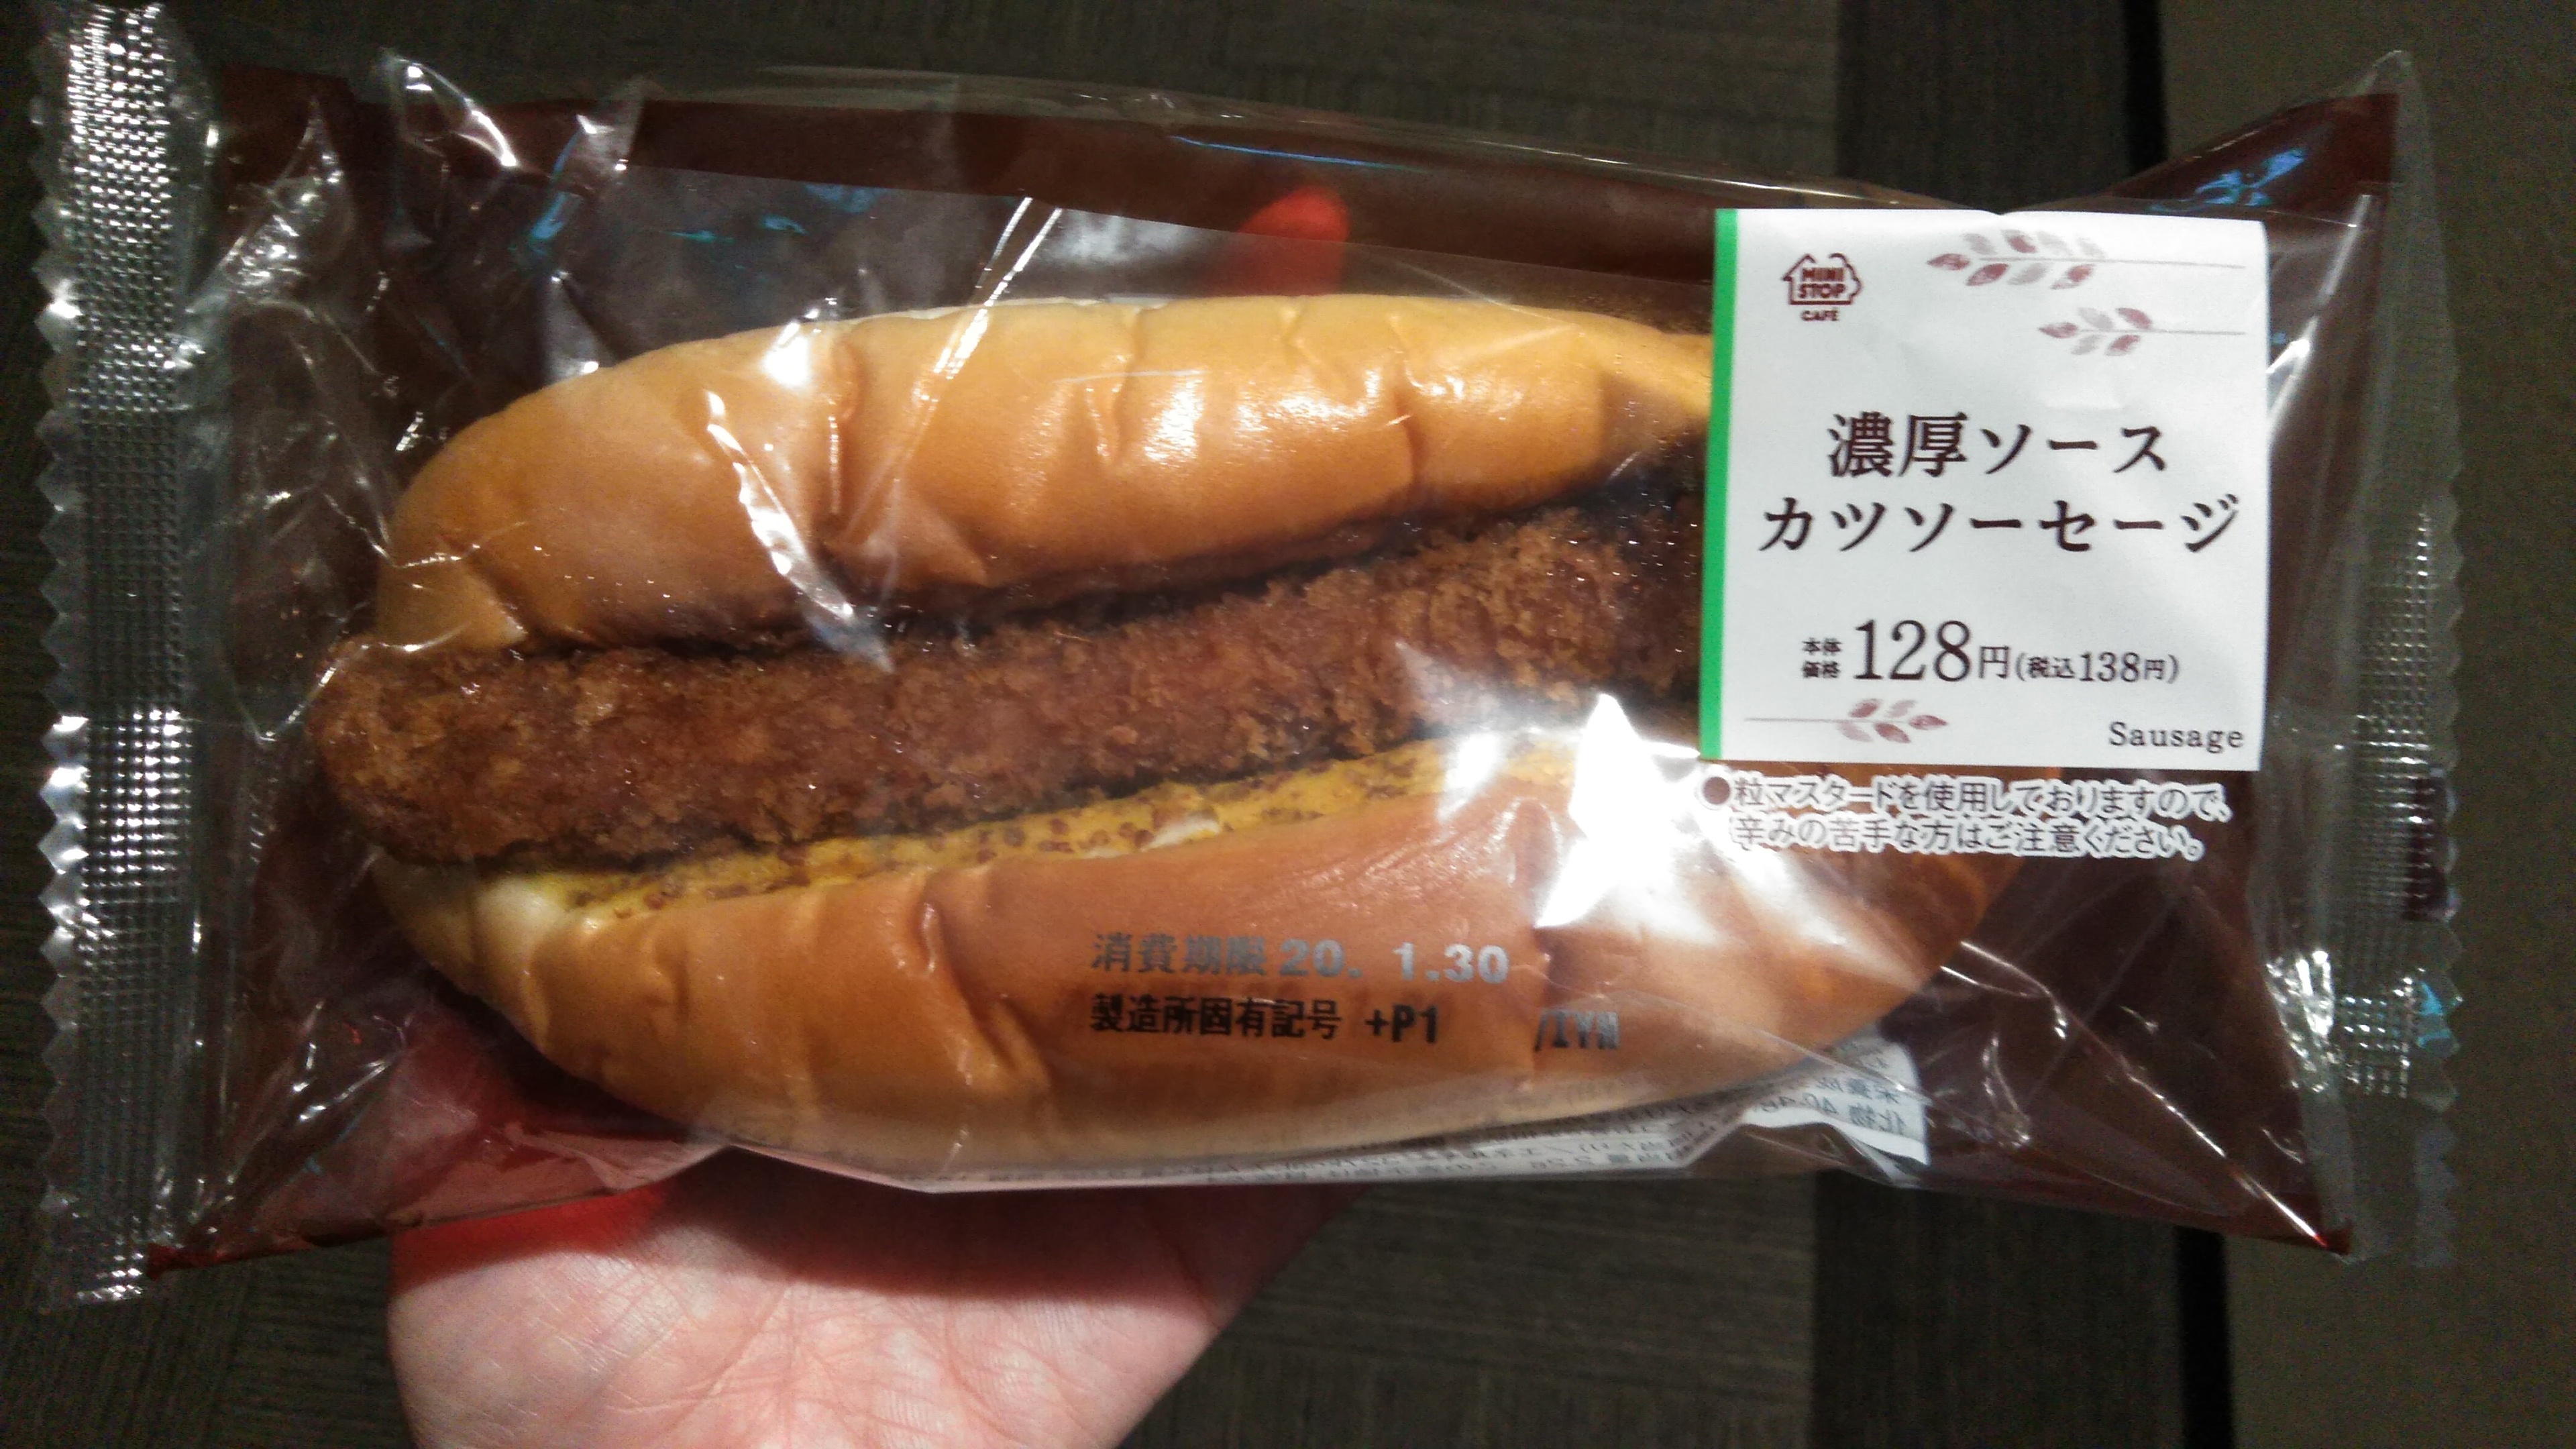 MINI
STOP
CAFÉ
濃厚ソース
カツソーセージ
本体
価格 128円(税込138円)
Sausage
●粒マスタードを使用しておりますので、
辛みの苦手な方はご注意ください。
消費期限 20. 1.30
製造所固有記号 +P1 /IYH